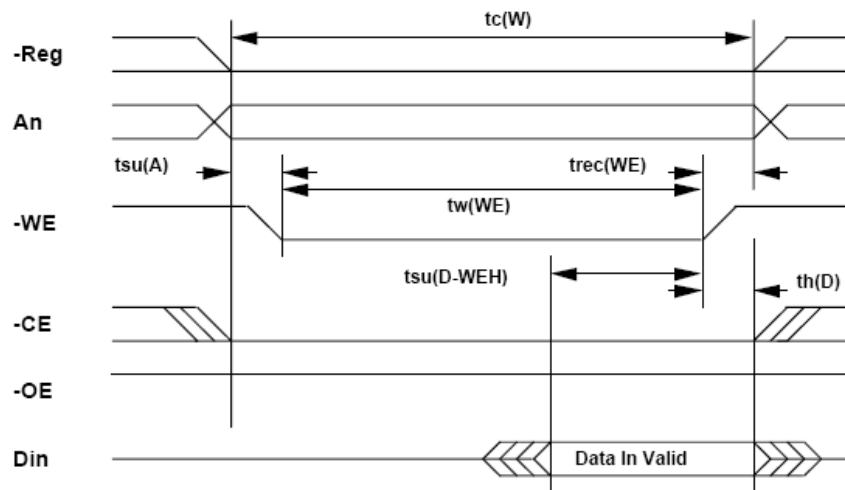 tc(W)
-Reg
An
tsu(A)
trec(WE)
tw(WE)
-WE
tsu(D-WEH)
th(D)
-CE
-OE
Din
Data In Valid